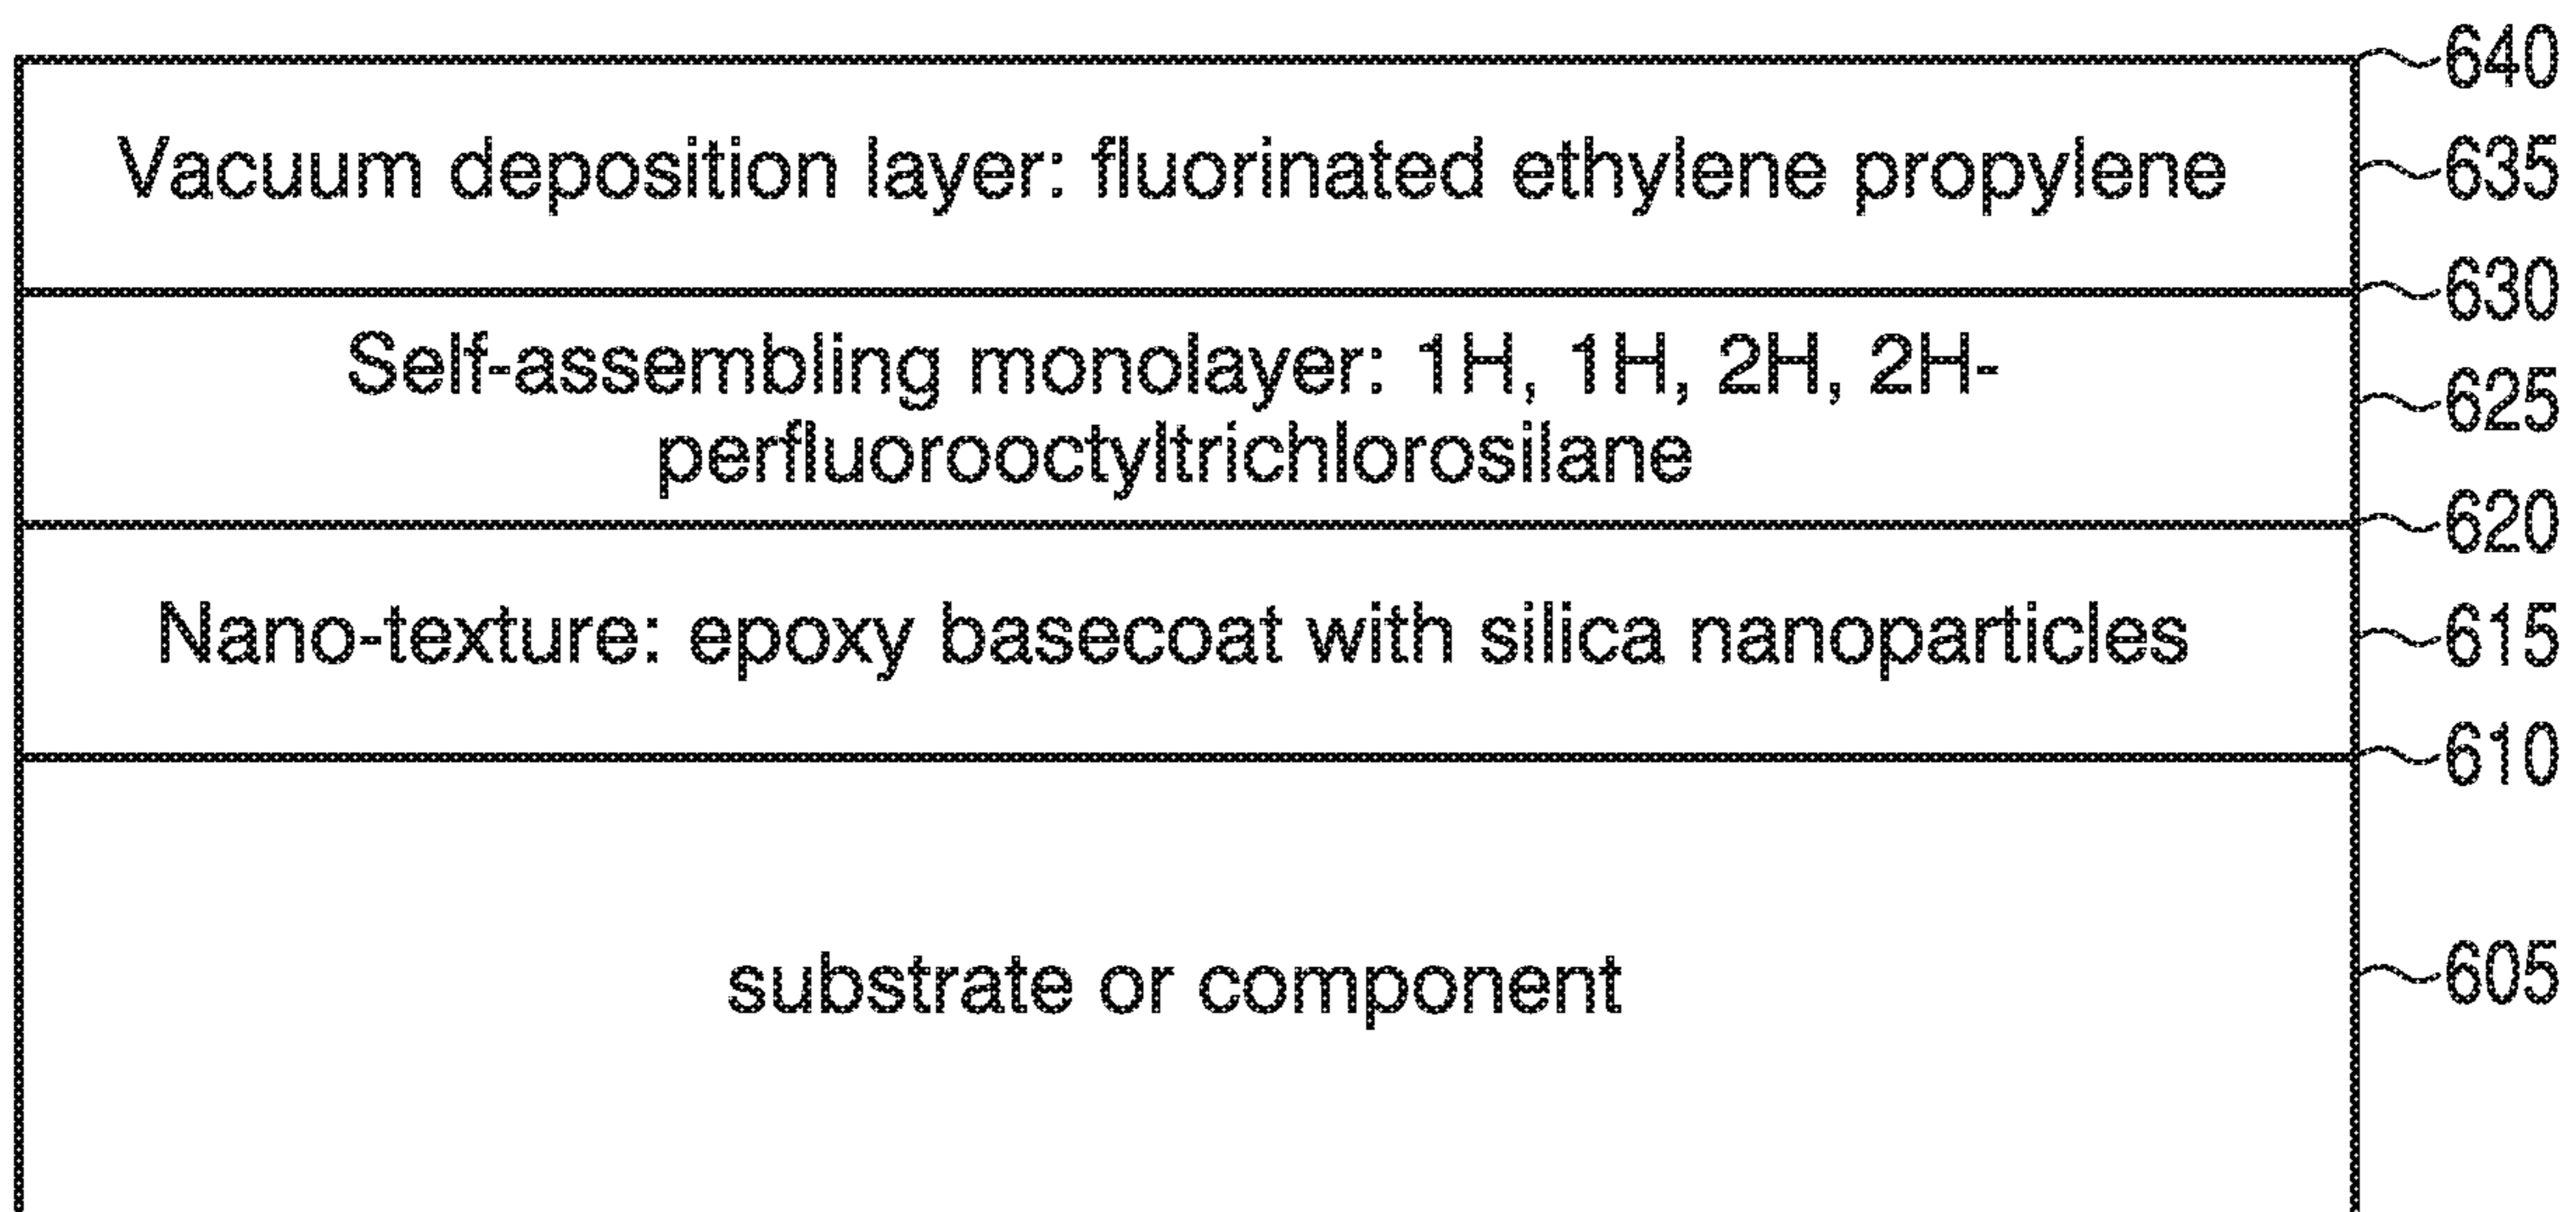 640
Vacuum deposition layer: fluorinated ethylene propylene
635
630
Self-assembling monolayer: 1H, 1H, 2H, 2H-
625
perfluorooctyltrichlorosilane
620
Nano-texture: epoxy basecoat with silica nanoparticles
615
610
substrate or component
605